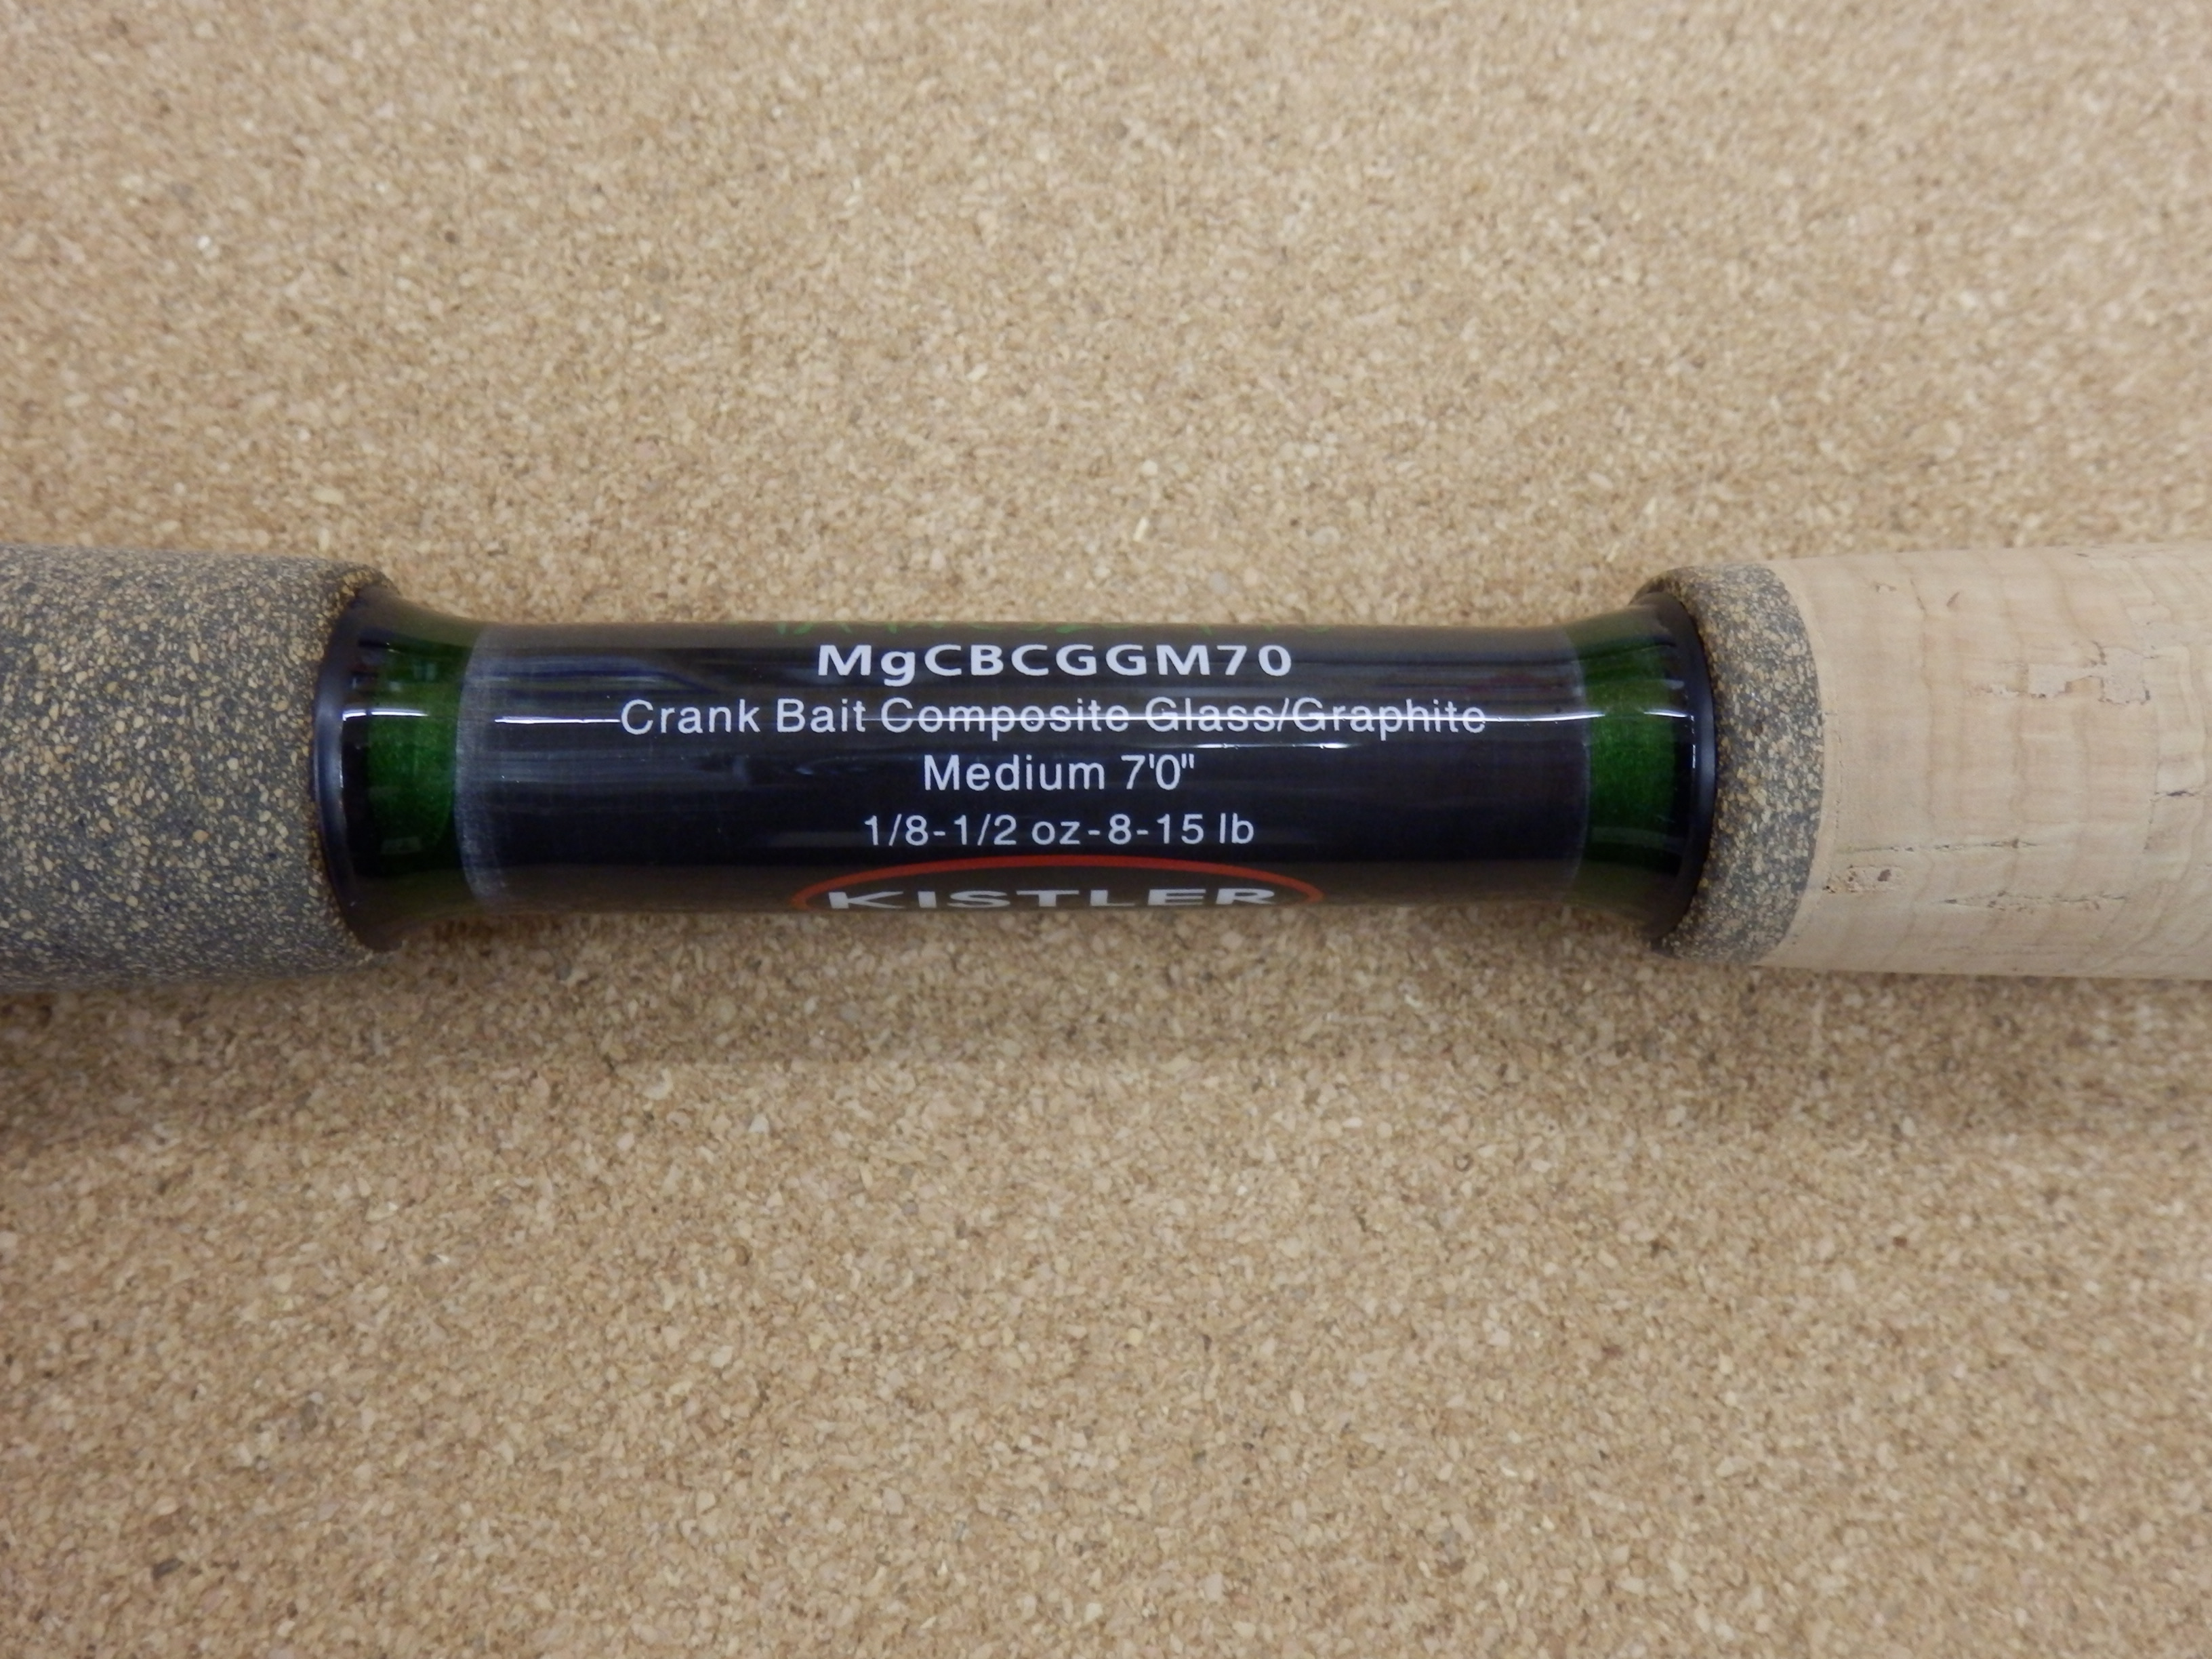 MgCBCGGM70
Crank Bait Composite Glass/Graphite
Medium 7'0"
1/8-1/2 oz-8-15 lb
KISTLER